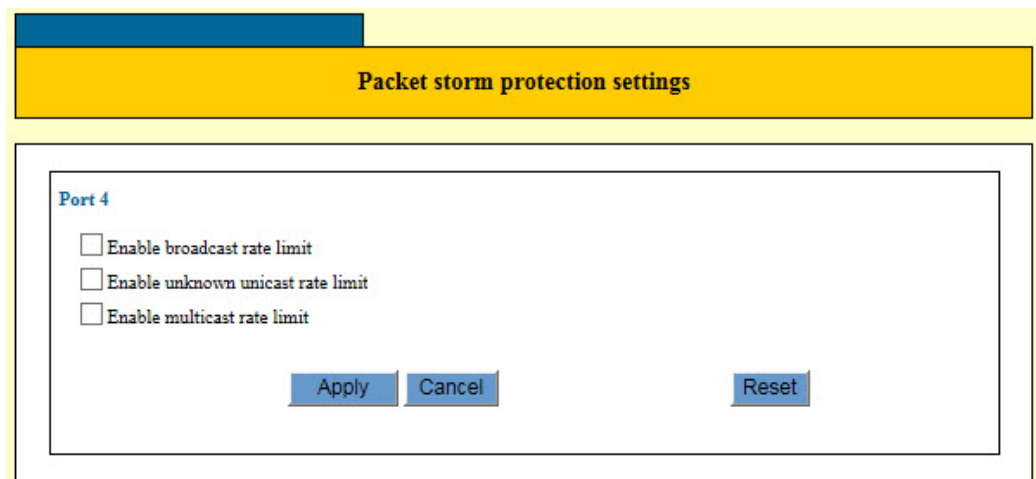 Packet storm protection settings
Port 4
Enable broadcast rate limit
Enable unknown unicast rate limit
Enable multicast rate limit
Apply Cancel Reset